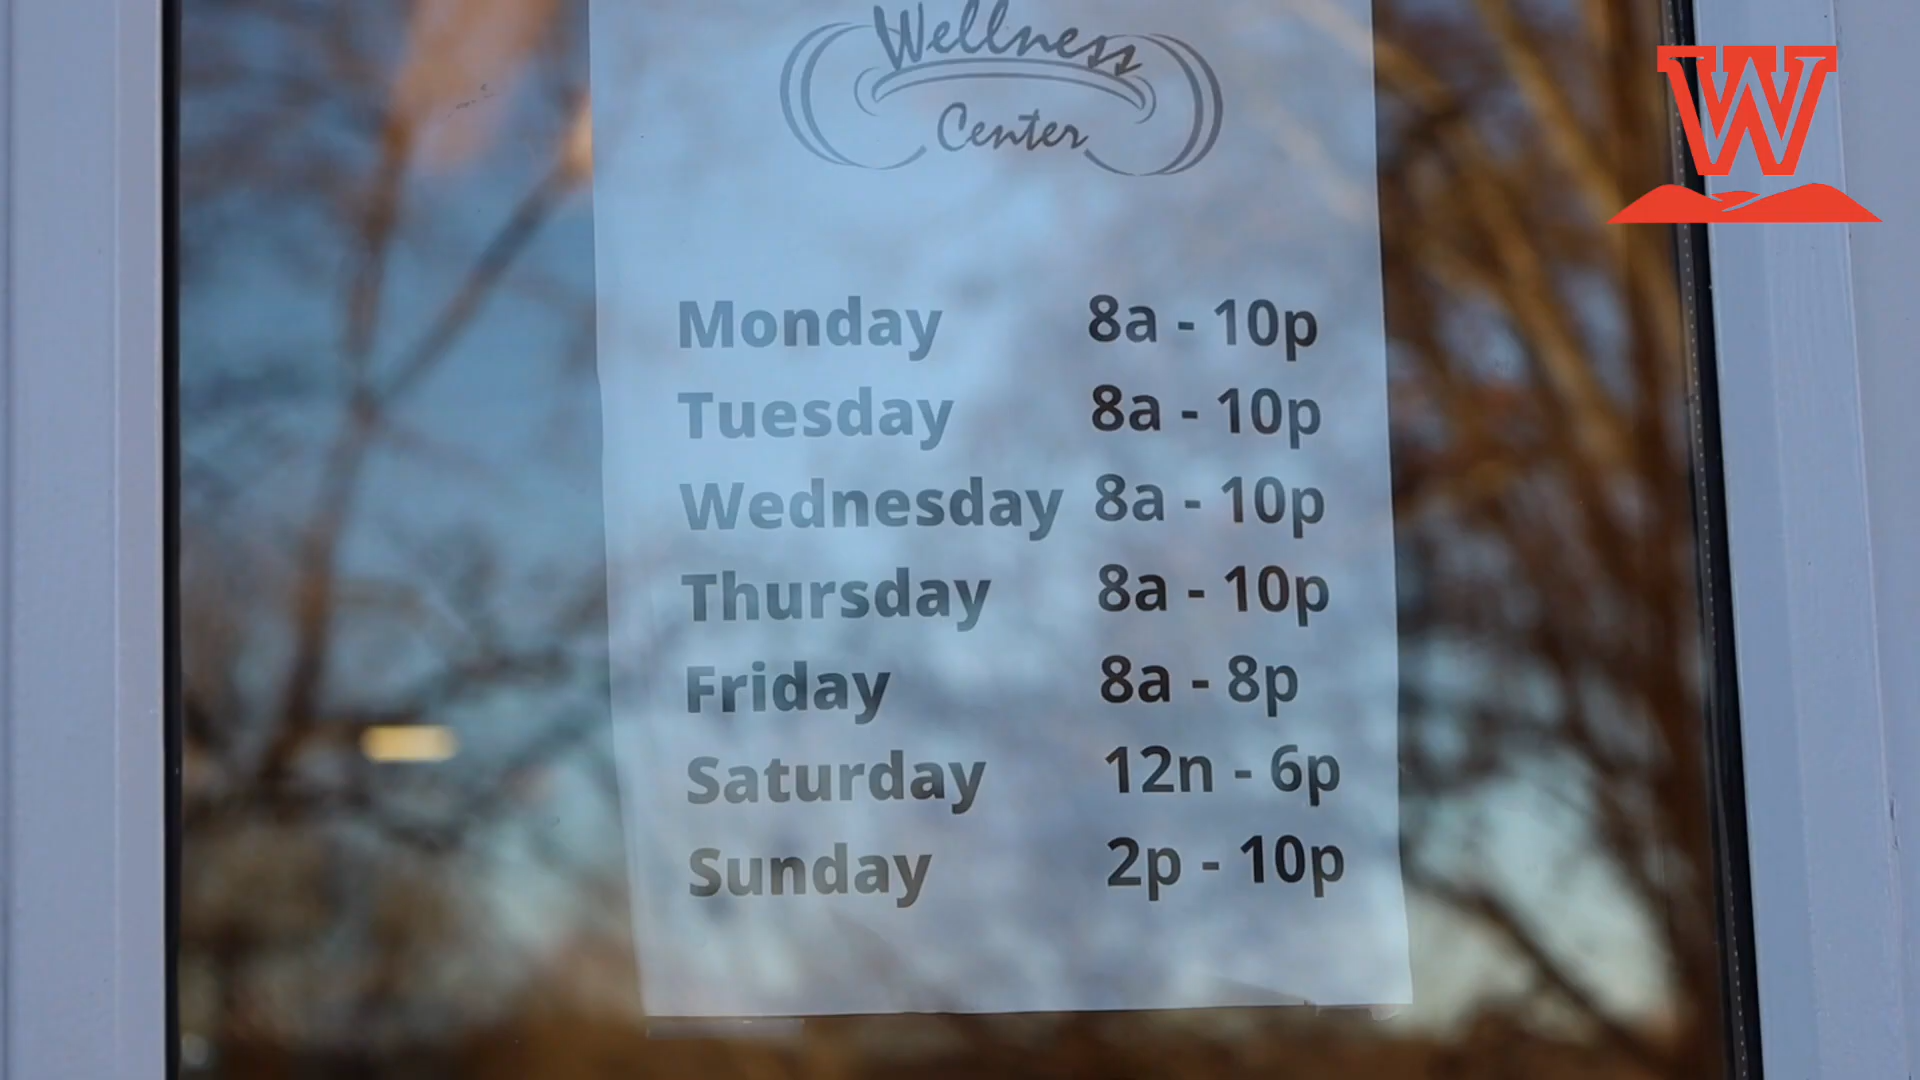 Wellness
Center
Monday 8a - 10p
Tuesday 8a - 10p
Wednesday 8a - 10p
Thursday 8a - 10p
Friday 8a - 8p
Saturday 12n - 6p
Sunday 2p - 10p
W